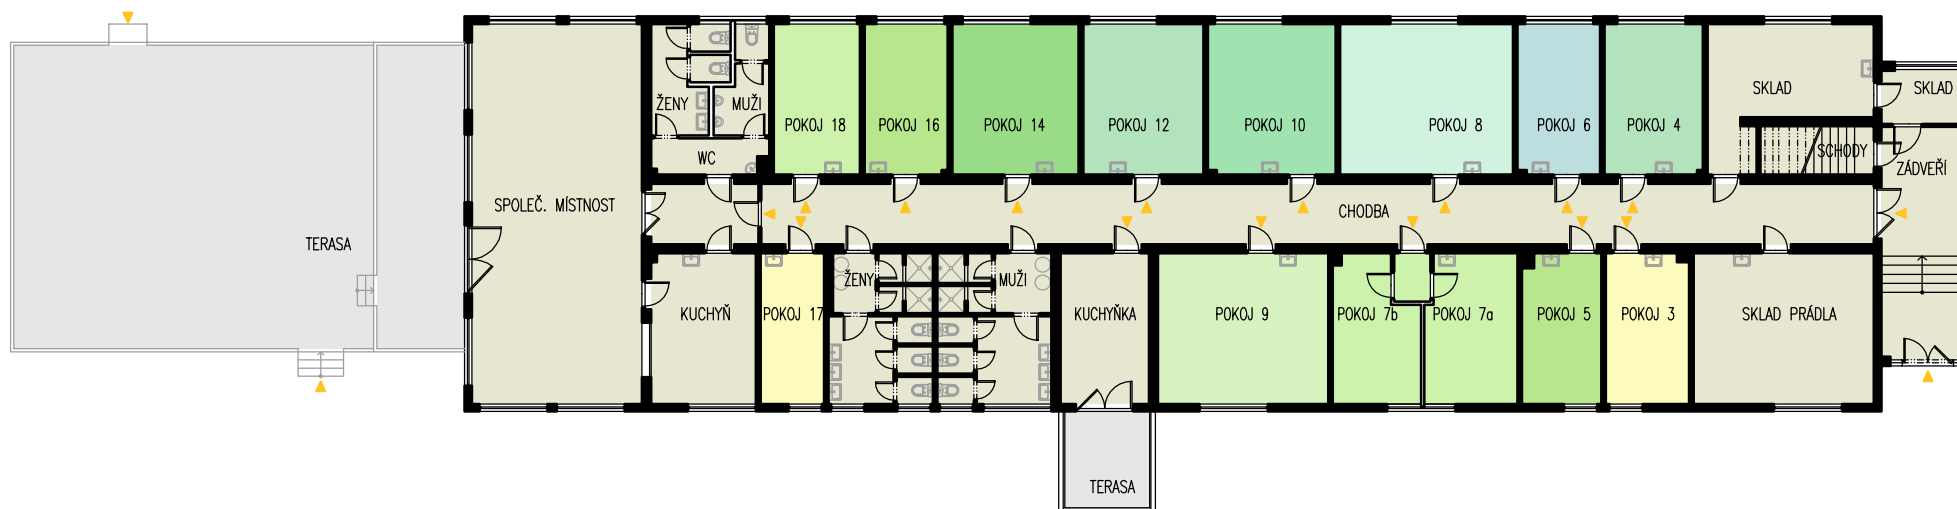 ŽENY
MUŽI
WC
POKOJ 18
POKOJ 16
POKOJ 14
POKOJ 12
POKOJ 10
POKOJ 8
POKOJ 6
POKOJ 4
SKLAD
SKLAD
SCHODY
ZÁDVEŘÍ
SPOLEČ. MÍSTNOST
CHODBA
TERASA
KUCHYŇ
POKOJ 17
ŽENY
MUŽI
KUCHYŇKA
POKOJ 9
POKOJ 7b
POKOJ 7a
POKOJ 5
POKOJ 3
SKLAD PRÁDLA
TERASA